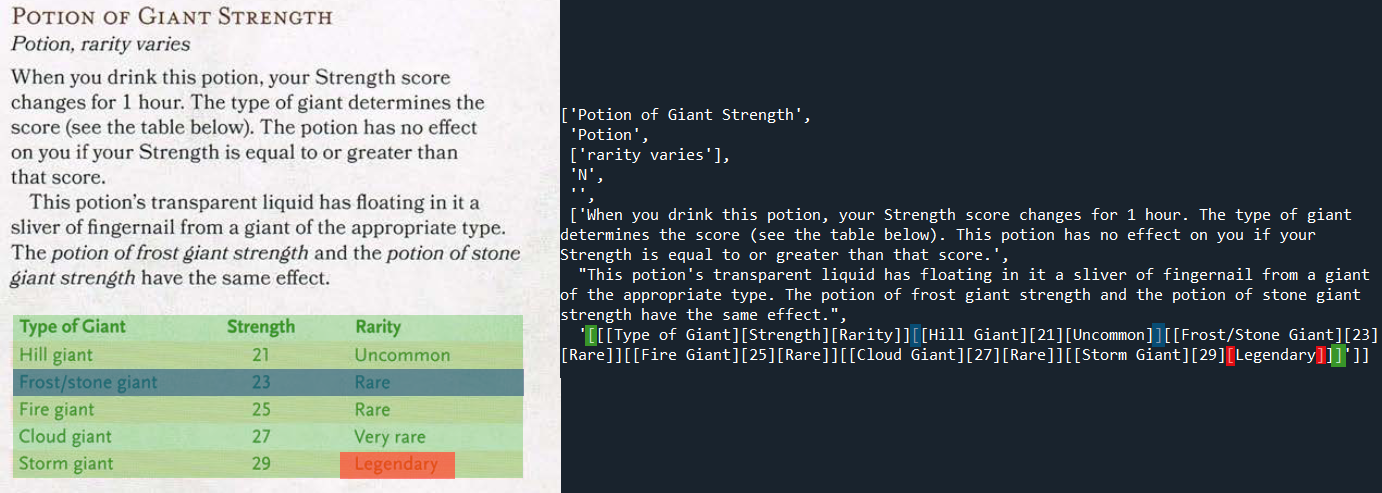 POTION OF GIANT STRENGTH
Potion, rarity varies
When you drink this potion, your Strength score
changes for 1 hour. The type of giant determines the
score (see the table below). The potion has no effect
on you if your Strength is equal to or greater than
that score.
This potion's transparent liquid has floating in it a
sliver of fingernail from a giant of the appropriate type.
The potion of frost giant strength and the potion of stone
giant strength have the same effect.
Type of Giant Strength Rarity
Hill giant 21 Uncommon
Frost/stone giant 23 Rare
Fire giant 25 Rare
Cloud giant 27 Very rare
Storm giant 29 Legendary
['Potion of Giant Strength',
'Potion',
['rarity varies'],
'N',
'',
['When you drink this potion, your Strength score changes for 1 hour. The type of giant
determines the score (see the table below). This potion has no effect on you if your
Strength is equal to or greater than that score.',
"This potion's transparent liquid has floating in it a sliver of fingernail from a giant
of the appropriate type. The potion of frost giant strength and the potion of stone giant
strength have the same effect.",
'[[[Type of Giant][Strength][Rarity]][[Hill Giant][21][Uncommon]][[Frost/Stone Giant][23]
[Rare]][[Fire Giant][25][Rare]][[Cloud Giant][27][Rare]][[Storm Giant][29][Legendary]]]']]